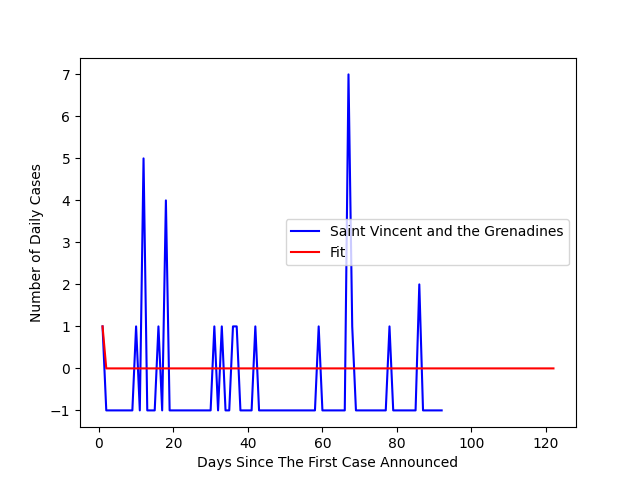 7
6
5
4
3
2
1
0
−1
Number of Daily Cases
Saint Vincent and the Grenadines
Fit
0 20 40 60 80 100 120
Days Since The First Case Announced